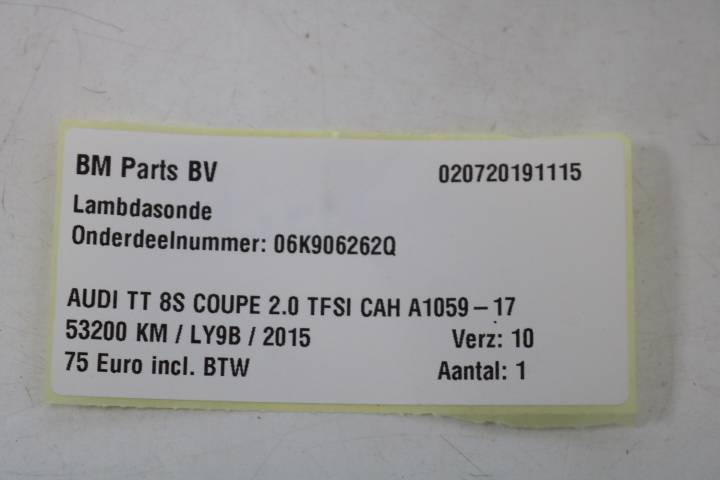 BM Parts BV 020720191115
Lambdasonde
Onderdeelnummer: 06K906262Q
AUDI TT 8S COUPE 2.0 TFSI CAH A1059-17
53200 KM / LY9B / 2015 Verz: 10
75 Euro incl. BTW Aantal: 1